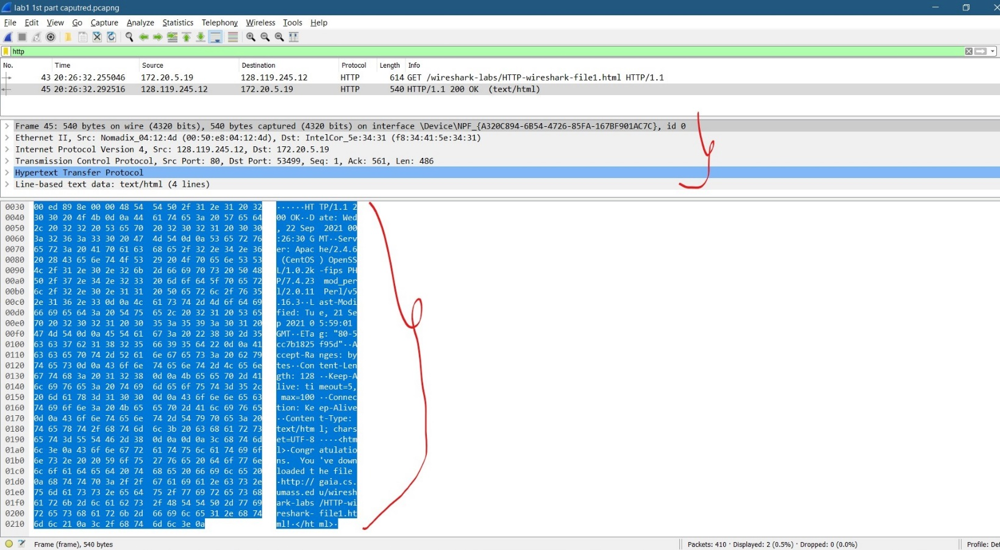 lab1 1st part caputred.pcapng
File Edit View Go Capture Analyze Statistics Telephony Wireless Tools Help
http
No. Time Source Destination Protocol Length Info
43 20:26:32.255046 172.20.5.19 128.119.245.12 HTTP 614 GET /wireshark-labs/HTTP-wireshark-file1.html HTTP/1.1
45 20:26:32.292516 128.119.245.12 172.20.5.19 HTTP 540 HTTP/1.1 200 OK (text/html)
Frame 45: 540 bytes on wire (4320 bits), 540 bytes captured (4320 bits) on interface \Device\NPF_{A320C894-6B54-4726-85FA-167BF901AC7C}, id 0
Ethernet II, Src: Nomadix_04:12:4d (00:50:e8:04:12:4d), Dst: IntelCor_5e:34:31 (f8:34:41:5e:34:31)
Internet Protocol Version 4, Src: 128.119.245.12, Dst: 172.20.5.19
Transmission Control Protocol, Src Port: 80, Dst Port: 53499, Seq: 1, Ack: 561, Len: 486
Hypertext Transfer Protocol
Line-based text data: text/html (4 lines)
0030 00 ed 89 8e 00 00 48 54 54 50 2f 31 2e 31 20 32 ······HT TP/1.1 2
0040 30 30 20 4f 4b 0d 0a 44 61 74 65 3a 20 57 65 64 00 OK··D ate: Wed
0050 2c 20 32 32 20 53 65 70 20 32 30 32 31 20 30 30 , 22 Sep 2021 00
0060 3a 32 36 3a 33 30 20 47 4d 54 0d 0a 53 65 72 76 :26:30 G MT··Serv
0070 65 72 3a 20 41 70 61 63 68 65 2f 32 2e 34 2e 36 er: Apac he/2.4.6
0080 20 28 43 65 6e 74 4f 53 29 20 4f 70 65 6e 53 53 (CentOS ) OpenSS
0090 4c 2f 31 2e 30 2e 32 6b 2d 66 69 70 73 20 50 48 L/1.0.2k -fips PH
00a0 50 2f 37 2e 34 2e 32 33 20 6d 6f 64 5f 70 65 72 P/7.4.23 mod_per
00b0 6c 2f 32 2e 30 2e 31 31 20 50 65 72 6c 2f 76 35 l/2.0.11 Perl/v5
00c0 2e 31 36 2e 33 0d 0a 4c 61 73 74 2d 4d 6f 64 69 .16.3··L ast-Modi
00d0 66 69 65 64 3a 20 54 75 65 2c 20 32 31 20 53 65 fied: Tu e, 21 Se
00e0 70 20 32 30 32 31 20 30 35 3a 35 39 3a 30 31 20 p 2021 0 5:59:01
00f0 47 4d 54 0d 0a 45 54 61 67 3a 20 22 38 30 2d 35 GMT··ETa g: "80-5
0100 63 63 37 62 31 38 32 35 66 39 35 64 22 0d 0a 41 cc7b1825 f95d"··A
0110 63 63 65 70 74 2d 52 61 6e 67 65 73 3a 20 62 79 ccept-Ra nges: by
0120 74 65 73 0d 0a 43 6f 6e 74 65 6e 74 2d 4c 65 6e tes··Con tent-Len
0130 67 74 68 3a 20 31 32 38 0d 0a 4b 65 65 70 2d 41 gth: 128 ··Keep-A
0140 6c 69 76 65 3a 20 74 69 6d 65 6f 75 74 3d 35 2c live: ti meout=5,
0150 20 6d 61 78 3d 31 30 30 0d 0a 43 6f 6e 6e 65 63 max=100 ··Connec
0160 74 69 6f 6e 3a 20 4b 65 65 70 2d 41 6c 69 76 65 tion: Ke ep-Alive
0170 0d 0a 43 6f 6e 74 65 6e 74 2d 54 79 70 65 3a 20 ··Conten t-Type:
0180 74 65 78 74 2f 68 74 6d 6c 3b 20 63 68 61 72 73 text/htm l; chars
0190 65 74 3d 55 54 46 2d 38 0d 0a 0d 0a 3c 68 74 6d et=UTF-8 ····<htm
01a0 6c 3e 0a 43 6f 6e 67 72 61 74 75 6c 61 74 69 6f l>·Congr atulatio
01b0 6e 73 2e 20 20 59 6f 75 27 76 65 20 64 6f 77 6e ns. You 've down
01c0 6c 6f 61 64 65 64 20 74 68 65 20 66 69 6c 65 20 loaded t he file
01d0 0a 68 74 74 70 3a 2f 2f 67 61 69 61 2e 63 73 2e ·http:// gaia.cs.
01e0 75 6d 61 73 73 2e 65 64 75 2f 77 69 72 65 73 68 umass.ed u/wiresh
01f0 61 72 6b 2d 6c 61 62 73 2f 48 54 54 50 2d 77 69 ark-labs /HTTP-wi
0200 72 65 73 68 61 72 6b 2d 66 69 6c 65 31 2e 68 74 reshark- file1.ht
0210 6d 6c 21 0a 3c 2f 68 74 6d 6c 3e 0a ml!·</ht ml>·
Frame (frame), 540 bytes Packets: 410 · Displayed: 2 (0.5%) · Dropped: 0 (0.0%) Profile: Def